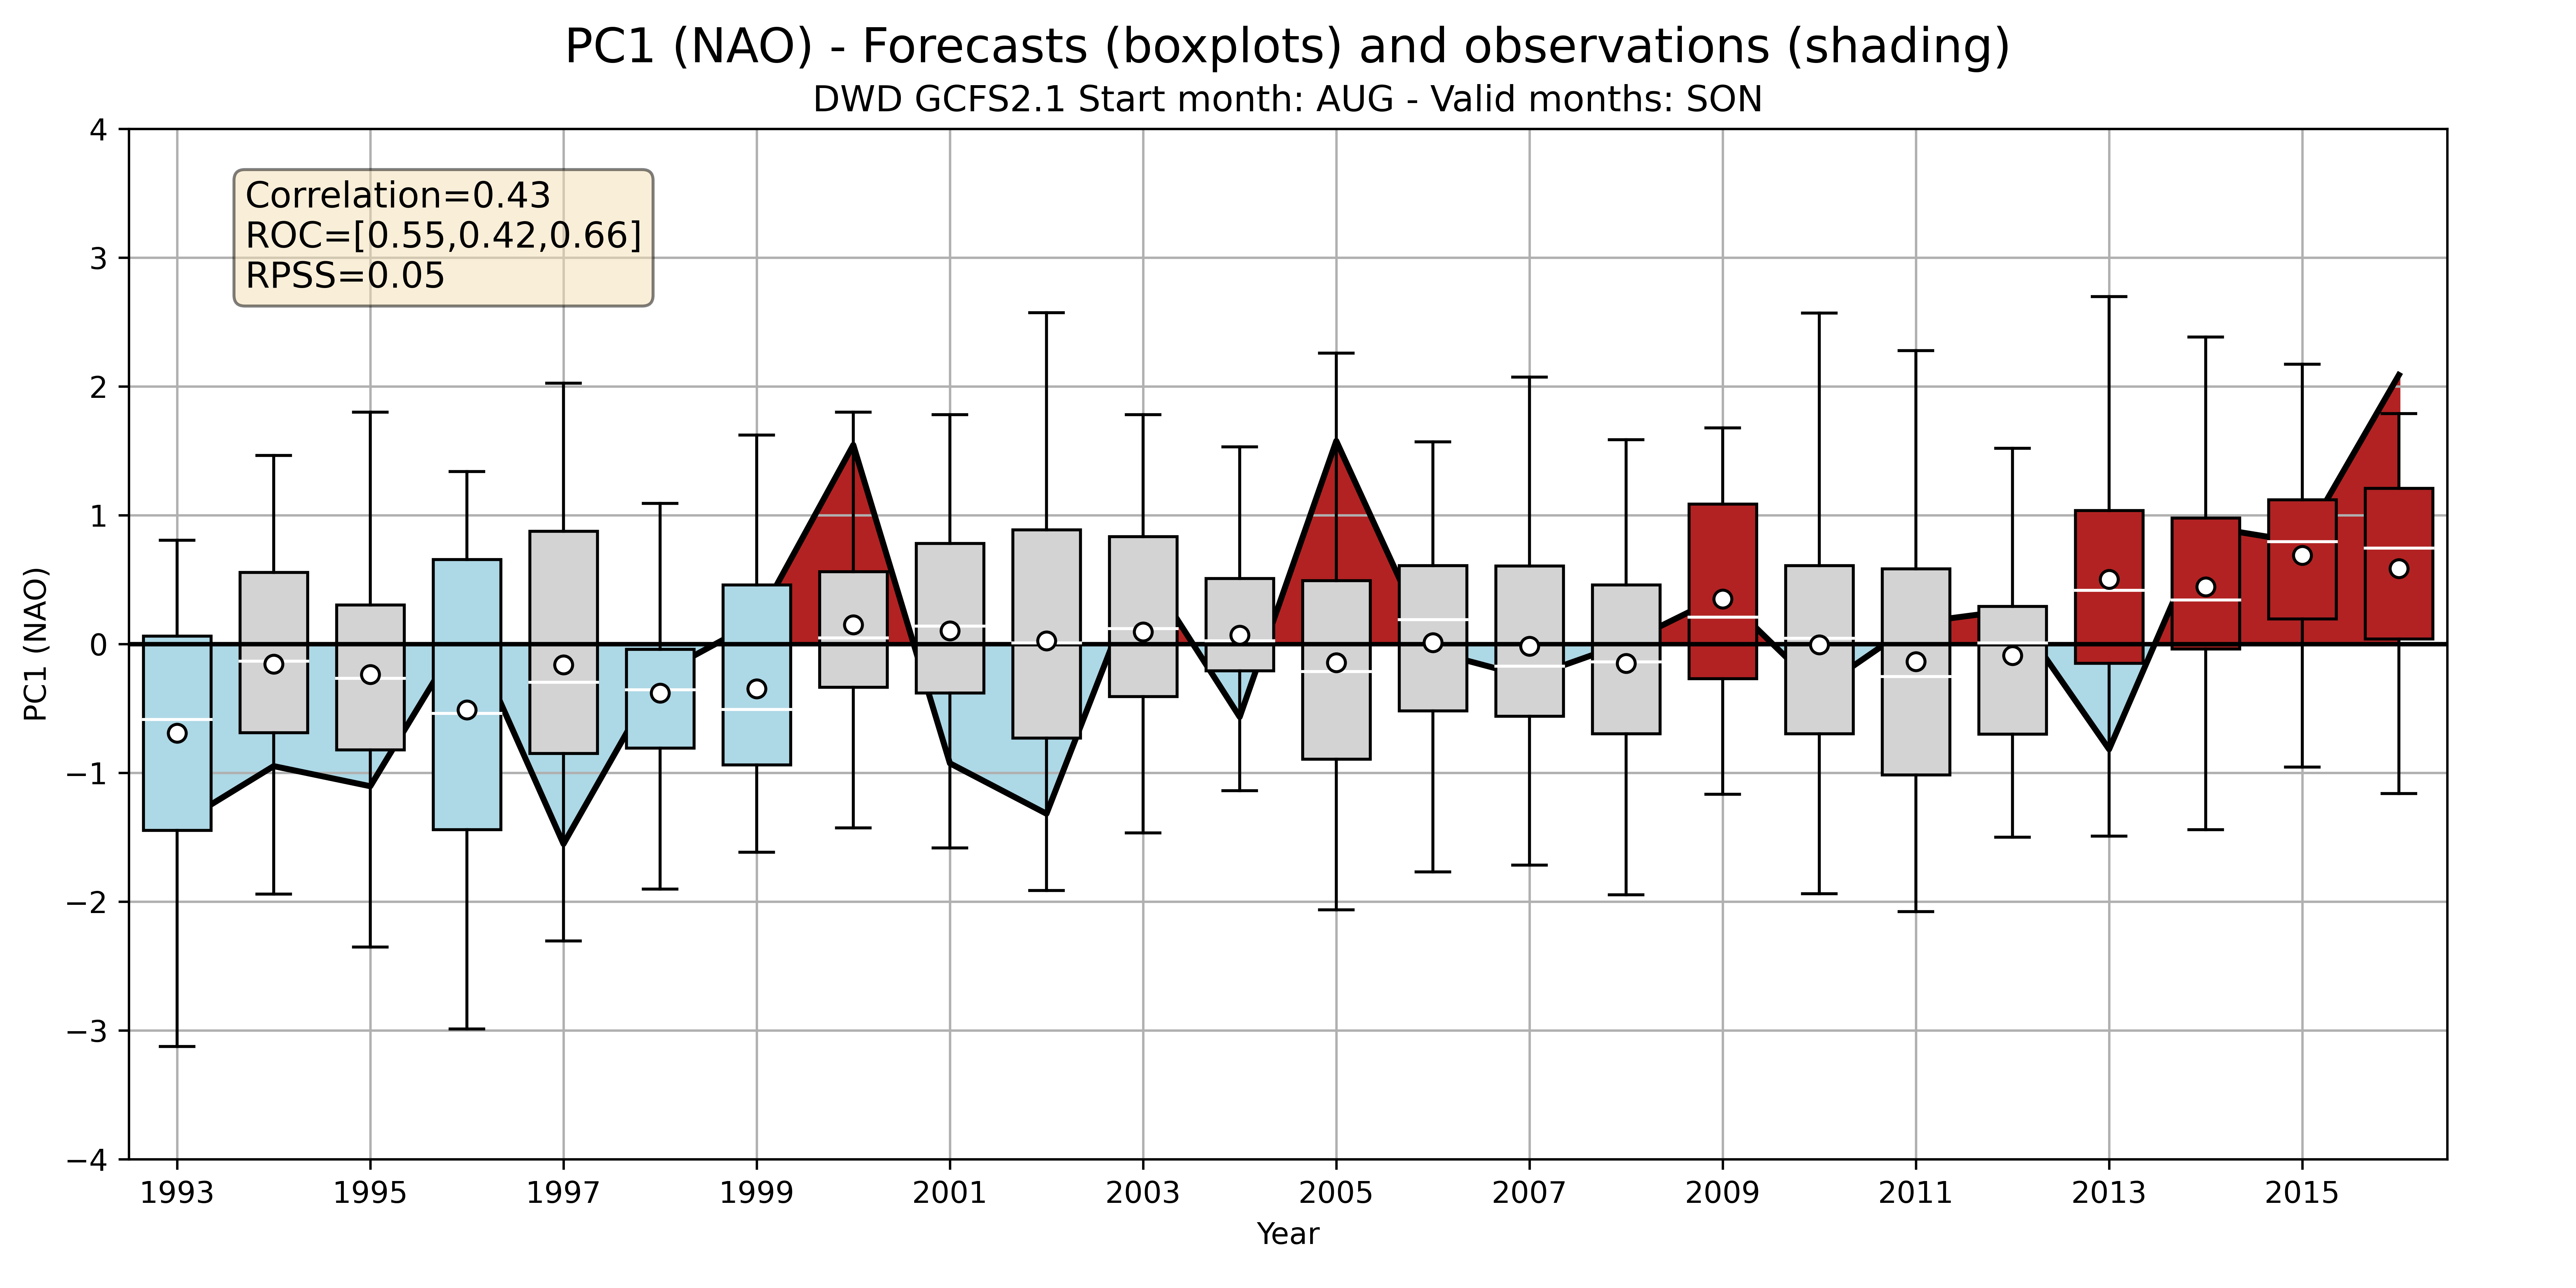 PC1 (NAO) - Forecasts (boxplots) and observations (shading)
DWD GCFS2.1 Start month: AUG - Valid months: SON
Correlation=0.43
ROC=[0.55,0.42,0.66]
RPSS=0.05
PC1 (NAO)
4
3
2
1
0
−1
−2
−3
−4
1993 1995 1997 1999 2001 2003 2005 2007 2009 2011 2013 2015
Year